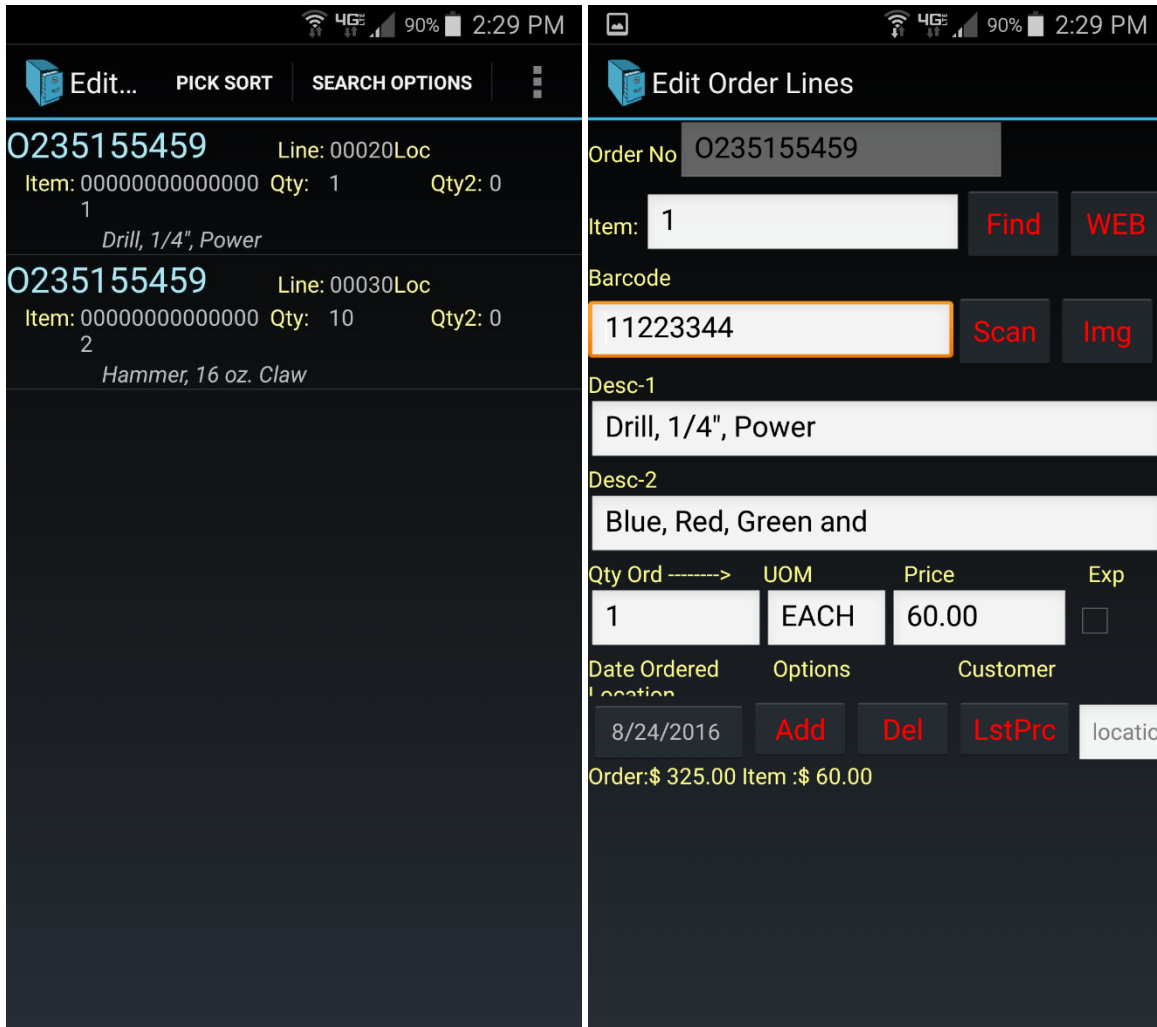 4GE 90% 2:29 PM
Edit... PICK SORT SEARCH OPTIONS
O235155459 Line: 00020Loc
Item: 00000000000000 Qty: 1 Qty2: 0
1
Drill, 1/4", Power
O235155459 Line: 00030Loc
Item: 00000000000000 Qty: 10 Qty2: 0
2
Hammer, 16 oz. Claw
4GE 90% 2:29 PM
Edit Order Lines
Order No O235155459
Item: 1 Find WEB
Barcode
11223344 Scan Img
Desc-1
Drill, 1/4", Power
Desc-2
Blue, Red, Green and
Qty Ord --------> UOM Price Exp
1 EACH 60.00
Date Ordered Options Customer
Location
8/24/2016 Add Del LstPrc locatio
Order:$ 325.00 Item :$ 60.00